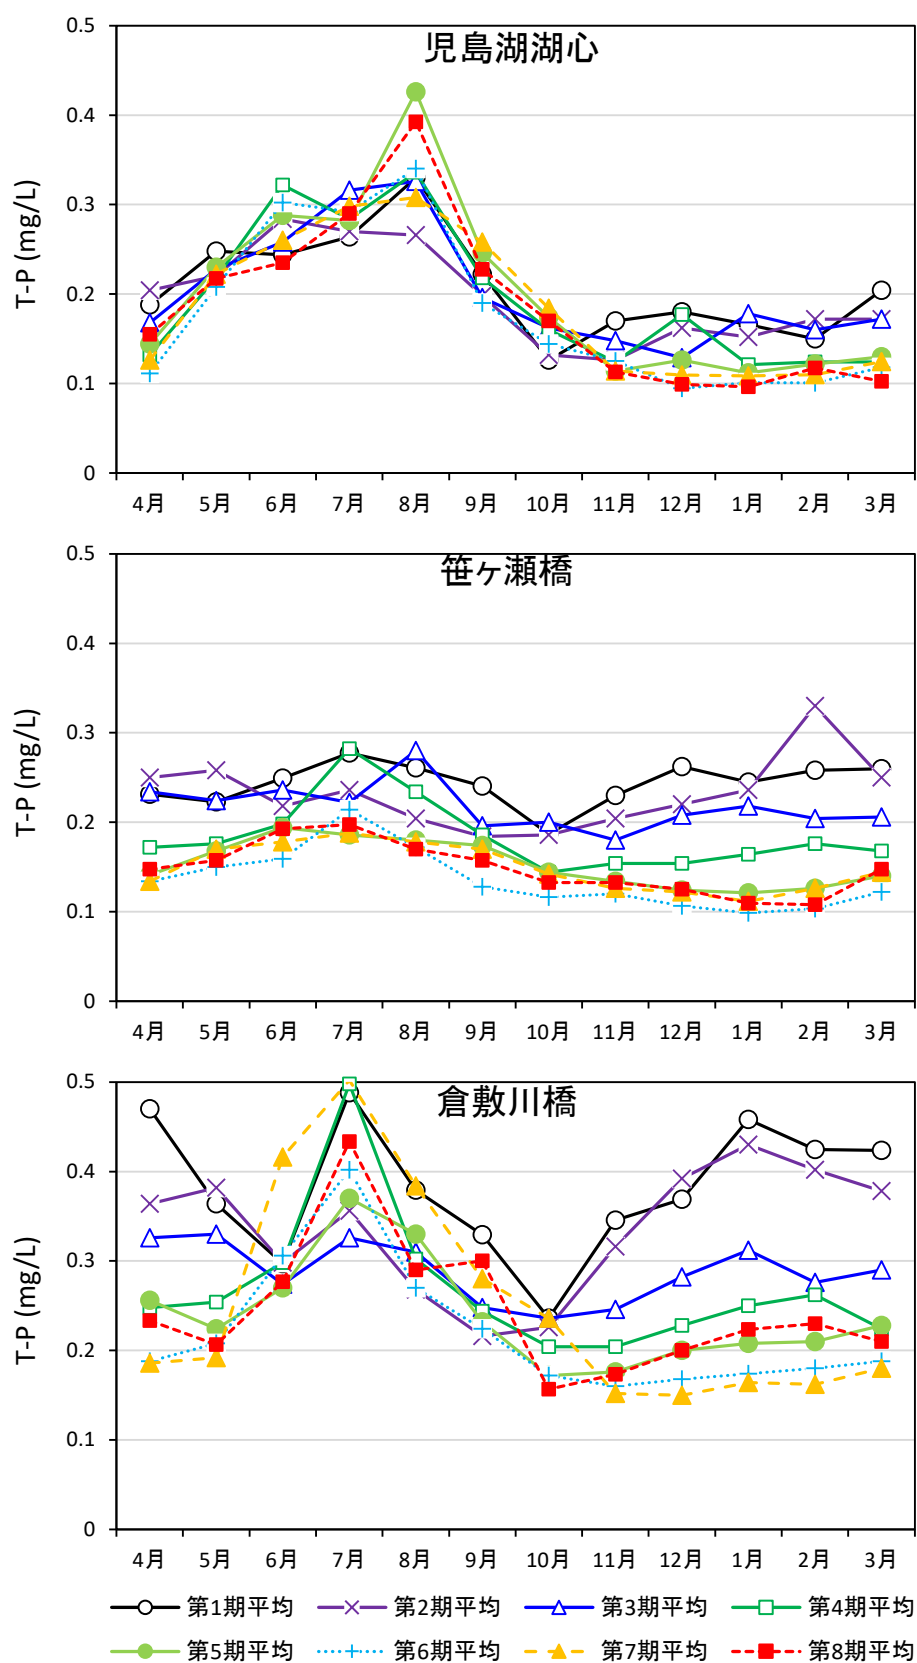 児島湖湖心
T-P (mg/L)
0.5
0.4
0.3
0.2
0.1
0
4月 5月 6月 7月 8月 9月 10月 11月 12月 1月 2月 3月
笹ヶ瀬橋
T-P (mg/L)
0.5
0.4
0.3
0.2
0.1
0
4月 5月 6月 7月 8月 9月 10月 11月 12月 1月 2月 3月
倉敷川橋
T-P (mg/L)
0.5
0.4
0.3
0.2
0.1
0
4月 5月 6月 7月 8月 9月 10月 11月 12月 1月 2月 3月
第1期平均 第2期平均 第3期平均 第4期平均
第5期平均 第6期平均 第7期平均 第8期平均